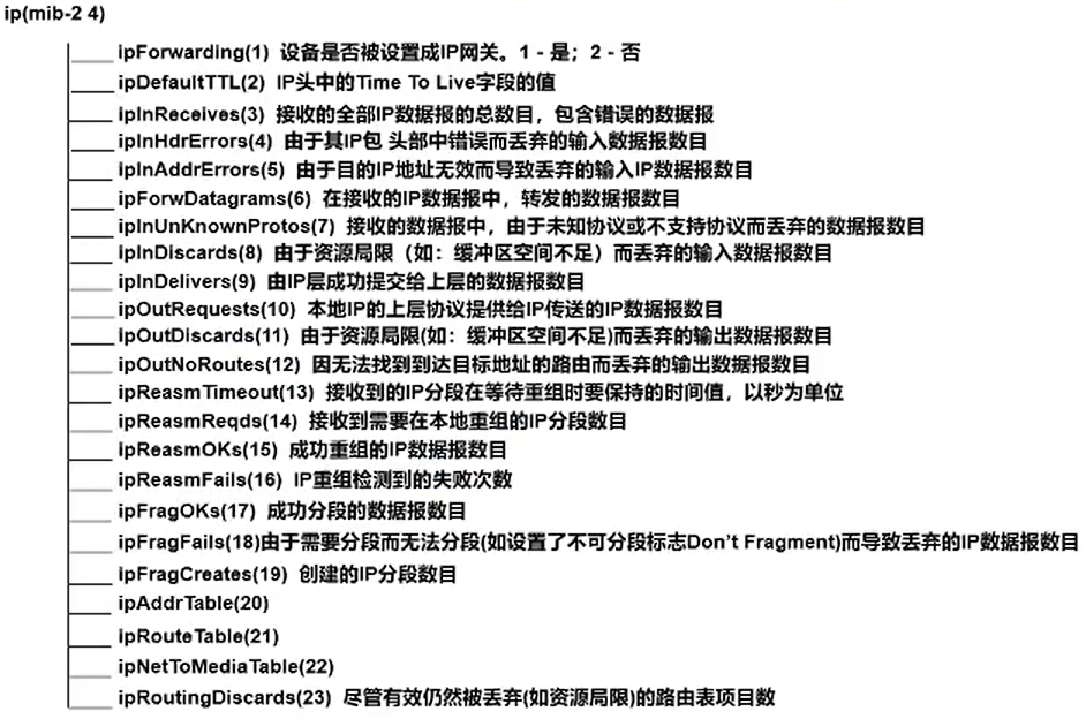 ip(mib-2 4)
ipForwarding(1) 设备是否被设置成IP网关。1 - 是；2 - 否
ipDefaultTTL(2) IP头中的Time To Live字段的值
ipInReceives(3) 接收的全部IP数据报的总数目，包含错误的数据报
ipInHdrErrors(4) 由于其IP包 头部中错误而丢弃的输入数据报数目
ipInAddrErrors(5) 由于目的IP地址无效而导致丢弃的输入IP数据报数目
ipForwDatagrams(6) 在接收的IP数据报中，转发的数据报数目
ipInUnKnownProtos(7) 接收的数据报中，由于未知协议或不支持协议而丢弃的数据报数目
ipInDiscards(8) 由于资源局限（如：缓冲区空间不足）而丢弃的输入数据报数目
ipInDelivers(9) 由IP层成功提交给上层的数据报数目
ipOutRequests(10) 本地IP的上层协议提供给IP传送的IP数据报数目
ipOutDiscards(11) 由于资源局限(如：缓冲区空间不足)而丢弃的输出数据报数目
ipOutNoRoutes(12) 因无法找到到达目标地址的路由而丢弃的输出数据报数目
ipReasmTimeout(13) 接收到的IP分段在等待重组时要保持的时间值，以秒为单位
ipReasmReqds(14) 接收到需要在本地重组的IP分段数目
ipReasmOKs(15) 成功重组的IP数据报数目
ipReasmFails(16) IP重组检测到的失败次数
ipFragOKs(17) 成功分段的数据报数目
ipFragFails(18)由于需要分段而无法分段(如设置了不可分段标志Don't Fragment)而导致丢弃的IP数据报数目
ipFragCreates(19) 创建的IP分段数目
ipAddrTable(20)
ipRouteTable(21)
ipNetToMediaTable(22)
ipRoutingDiscards(23) 尽管有效仍然被丢弃(如资源局限)的路由表项目数